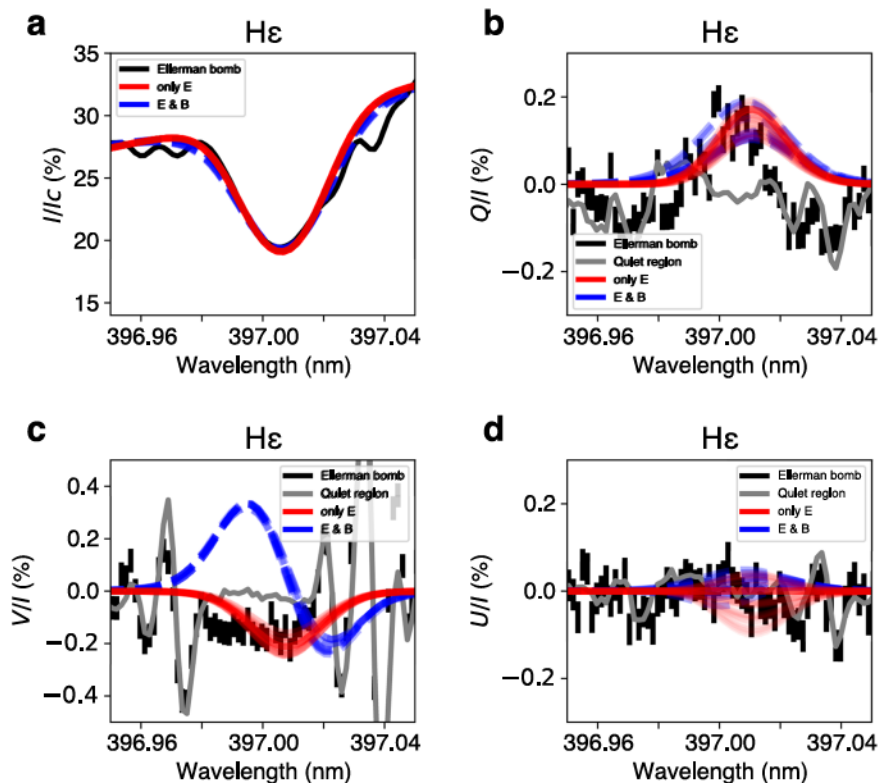 a
Hε
35
30
25
20
15
I/Ic (%)
Ellerman bomb
only E
E & B
396.96 397.00 397.04
Wavelength (nm)
b
Hε
0.2
0.0
−0.2
Q/I (%)
Ellerman bomb
Quiet region
only E
E & B
396.96 397.00 397.04
Wavelength (nm)
c
Hε
0.4
0.2
0.0
−0.2
−0.4
V/I (%)
Ellerman bomb
Quiet region
only E
E & B
396.96 397.00 397.04
Wavelength (nm)
d
Hε
0.2
0.0
−0.2
U/I (%)
Ellerman bomb
Quiet region
only E
E & B
396.96 397.00 397.04
Wavelength (nm)